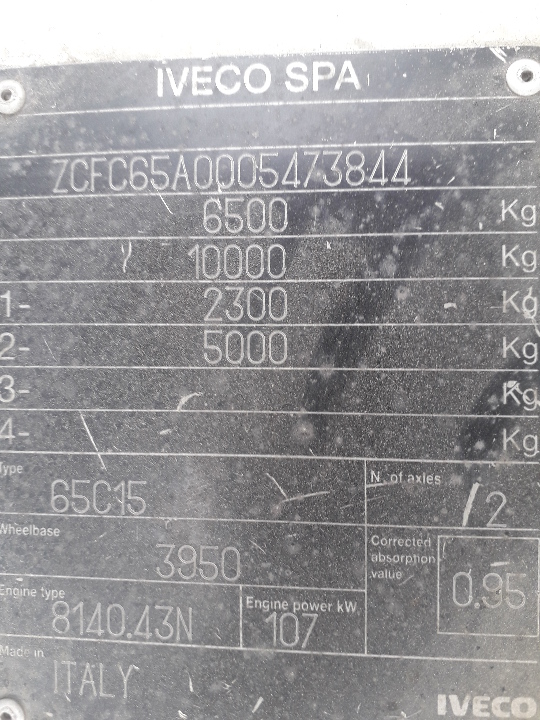 IVECO SPA
ZCFC65A0005473844
6500 Kg
10000 Kg
1- 2300 Kg
2- 5000 Kg
3- Kg
4- Kg
Type
65C15
N. of axles
2
Wheelbase
3950
Corrected
absorption
value
0.95
Engine type
8140.43N
Engine power kW
107
Made in
ITALY
IVECO